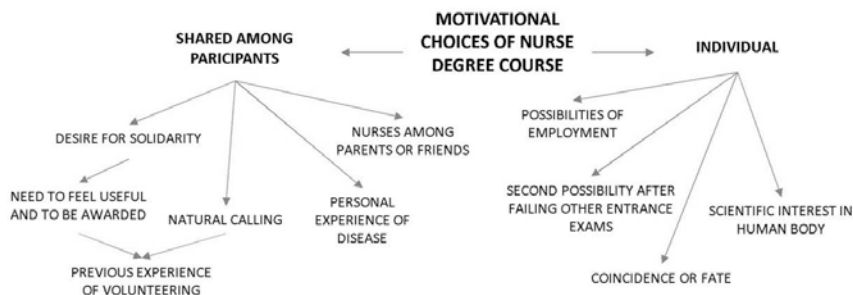 MOTIVATIONAL
CHOICES OF NURSE
DEGREE COURSE
SHARED AMONG
PARICIPANTS
INDIVIDUAL
DESIRE FOR SOLIDARITY
NURSES AMONG
PARENTS OR FRIENDS
NEED TO FEEL USEFUL
AND TO BE AWARDED
NATURAL CALLING
PERSONAL
EXPERIENCE OF
DISEASE
PREVIOUS EXPERIENCE
OF VOLUNTEERING
POSSIBILITIES OF
EMPLOYMENT
SECOND POSSIBILITY AFTER
FAILING OTHER ENTRANCE
EXAMS
SCIENTIFIC INTEREST IN
HUMAN BODY
COINCIDENCE OR FATE